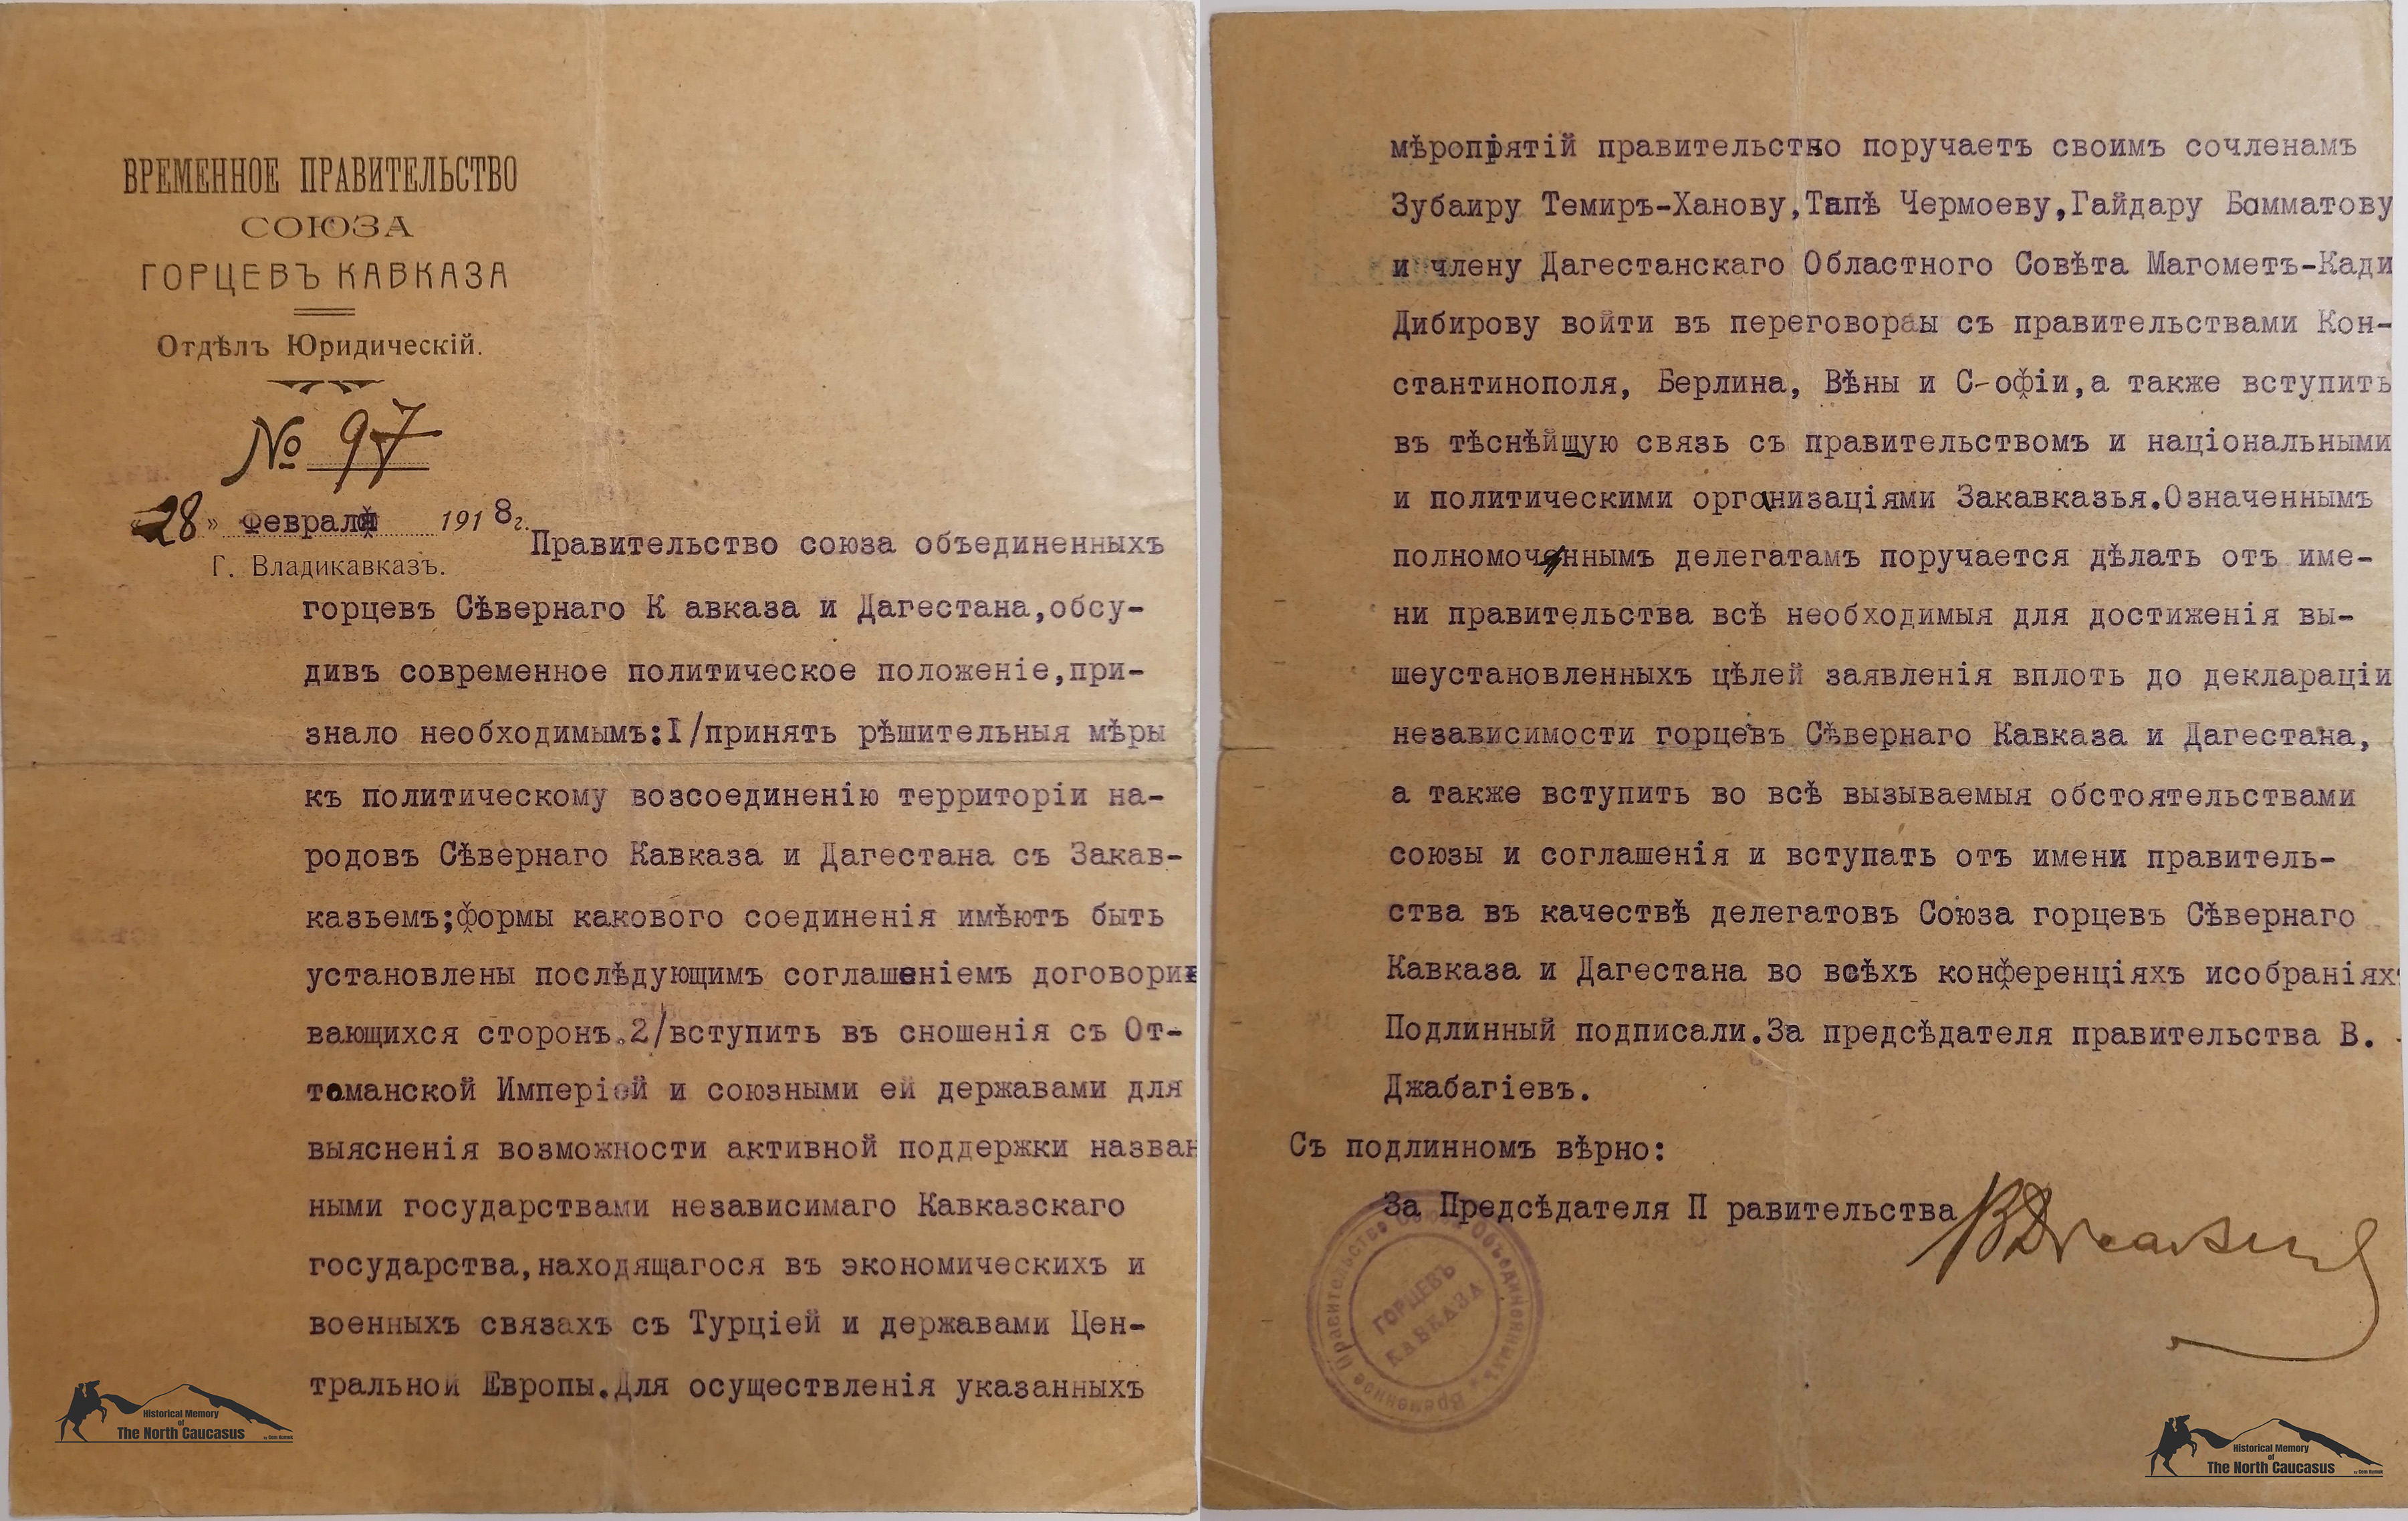 ВРЕМЕННОЕ ПРАВИТЕЛЬСТВО
СОЮЗА
ГОРЦЕВЪ КАВКАЗА
Отдѣлъ Юридическій.
№ 97
«28» февраля 1918г.
Г. Владикавказъ.
Правительство союза объединенныхъ
горцевъ Сѣвернаго К авказа и Дагестана,обсу-
дивъ современное политическое положеніе,при-
знало необходимымъ:I/принять рѣшительныя мѣры
къ политическому возсоединенію территоріи на-
родовъ Сѣвернаго Кавказа и Дагестана съ Закав-
казьемъ;формы какового соединенія имѣютъ быть
установлены послѣдующимъ соглашеніемъ договори
вающихся сторонъ.2/вступить въ сношенія съ От-
томанской Имперіей и союзными ей державами для
выясненія возможности активной поддержки назван
ными государствами независимаго Кавказскаго
государства,находящагося въ экономическихъ и
военныхъ связахъ съ Турціей и державами Цен-
тральной Европы.Для осуществленія указанныхъ
Historical Memory
of
The North Caucasus
мѣропріятій правительство поручаетъ своимъ сочленамъ
Зубаиру Темиръ-Ханову,Тапѣ Чермоеву,Гайдару Бамматову
и члену Дагестанскаго Областного Совѣта Магометъ-Кади
Дибирову войти въ переговоры съ правительствами Кон-
стантинополя, Берлина, Вѣны и С-офіи,а также вступить
въ тѣснѣйщую связь съ правительствомъ и національными
и политическими организаціями Закавказья.Означеннымъ
полномоченнымъ делегатамъ поручается дѣлать отъ име-
ни правительства всѣ необходимыя для достиженія вы-
шеустановленныхъ цѣлей заявленія вплоть до деклараціи
независимости горцевъ Сѣвернаго Кавказа и Дагестана,
а также вступить во всѣ вызываемыя обстоятельствами
союзы и соглашенія и вступать отъ имени правитель-
ства въ качествѣ делегатовъ Союза горцевъ Сѣвернаго
Кавказа и Дагестана во всѣхъ конференціяхъ исобраніяхъ
Подлинный подписали.За предсѣдателя правительства В.
Джабагіевъ.
Съ подлинномъ вѣрно:
За Предсѣдателя П равительства
Временное Правительство Союза Объединенныхъ
ГОРЦЕВЪ
КАВКАЗА
Historical Memory
of
The North Caucasus